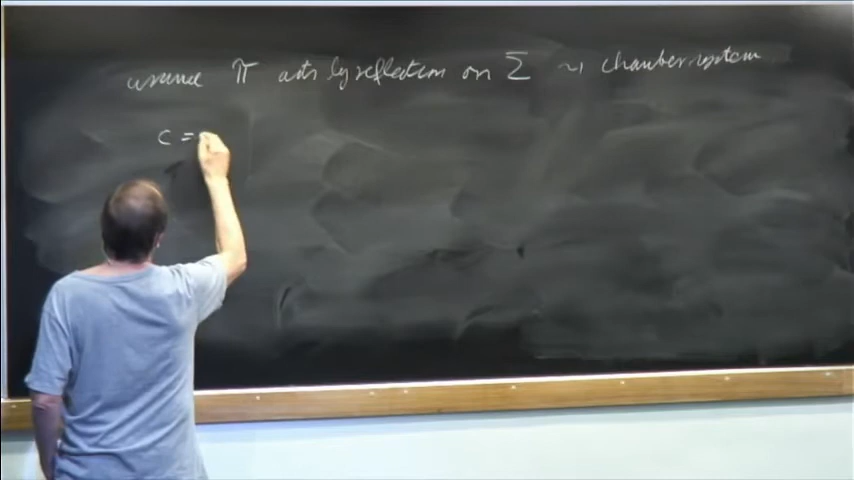 assume π acts by reflection on Σ ~ chamber system
c =